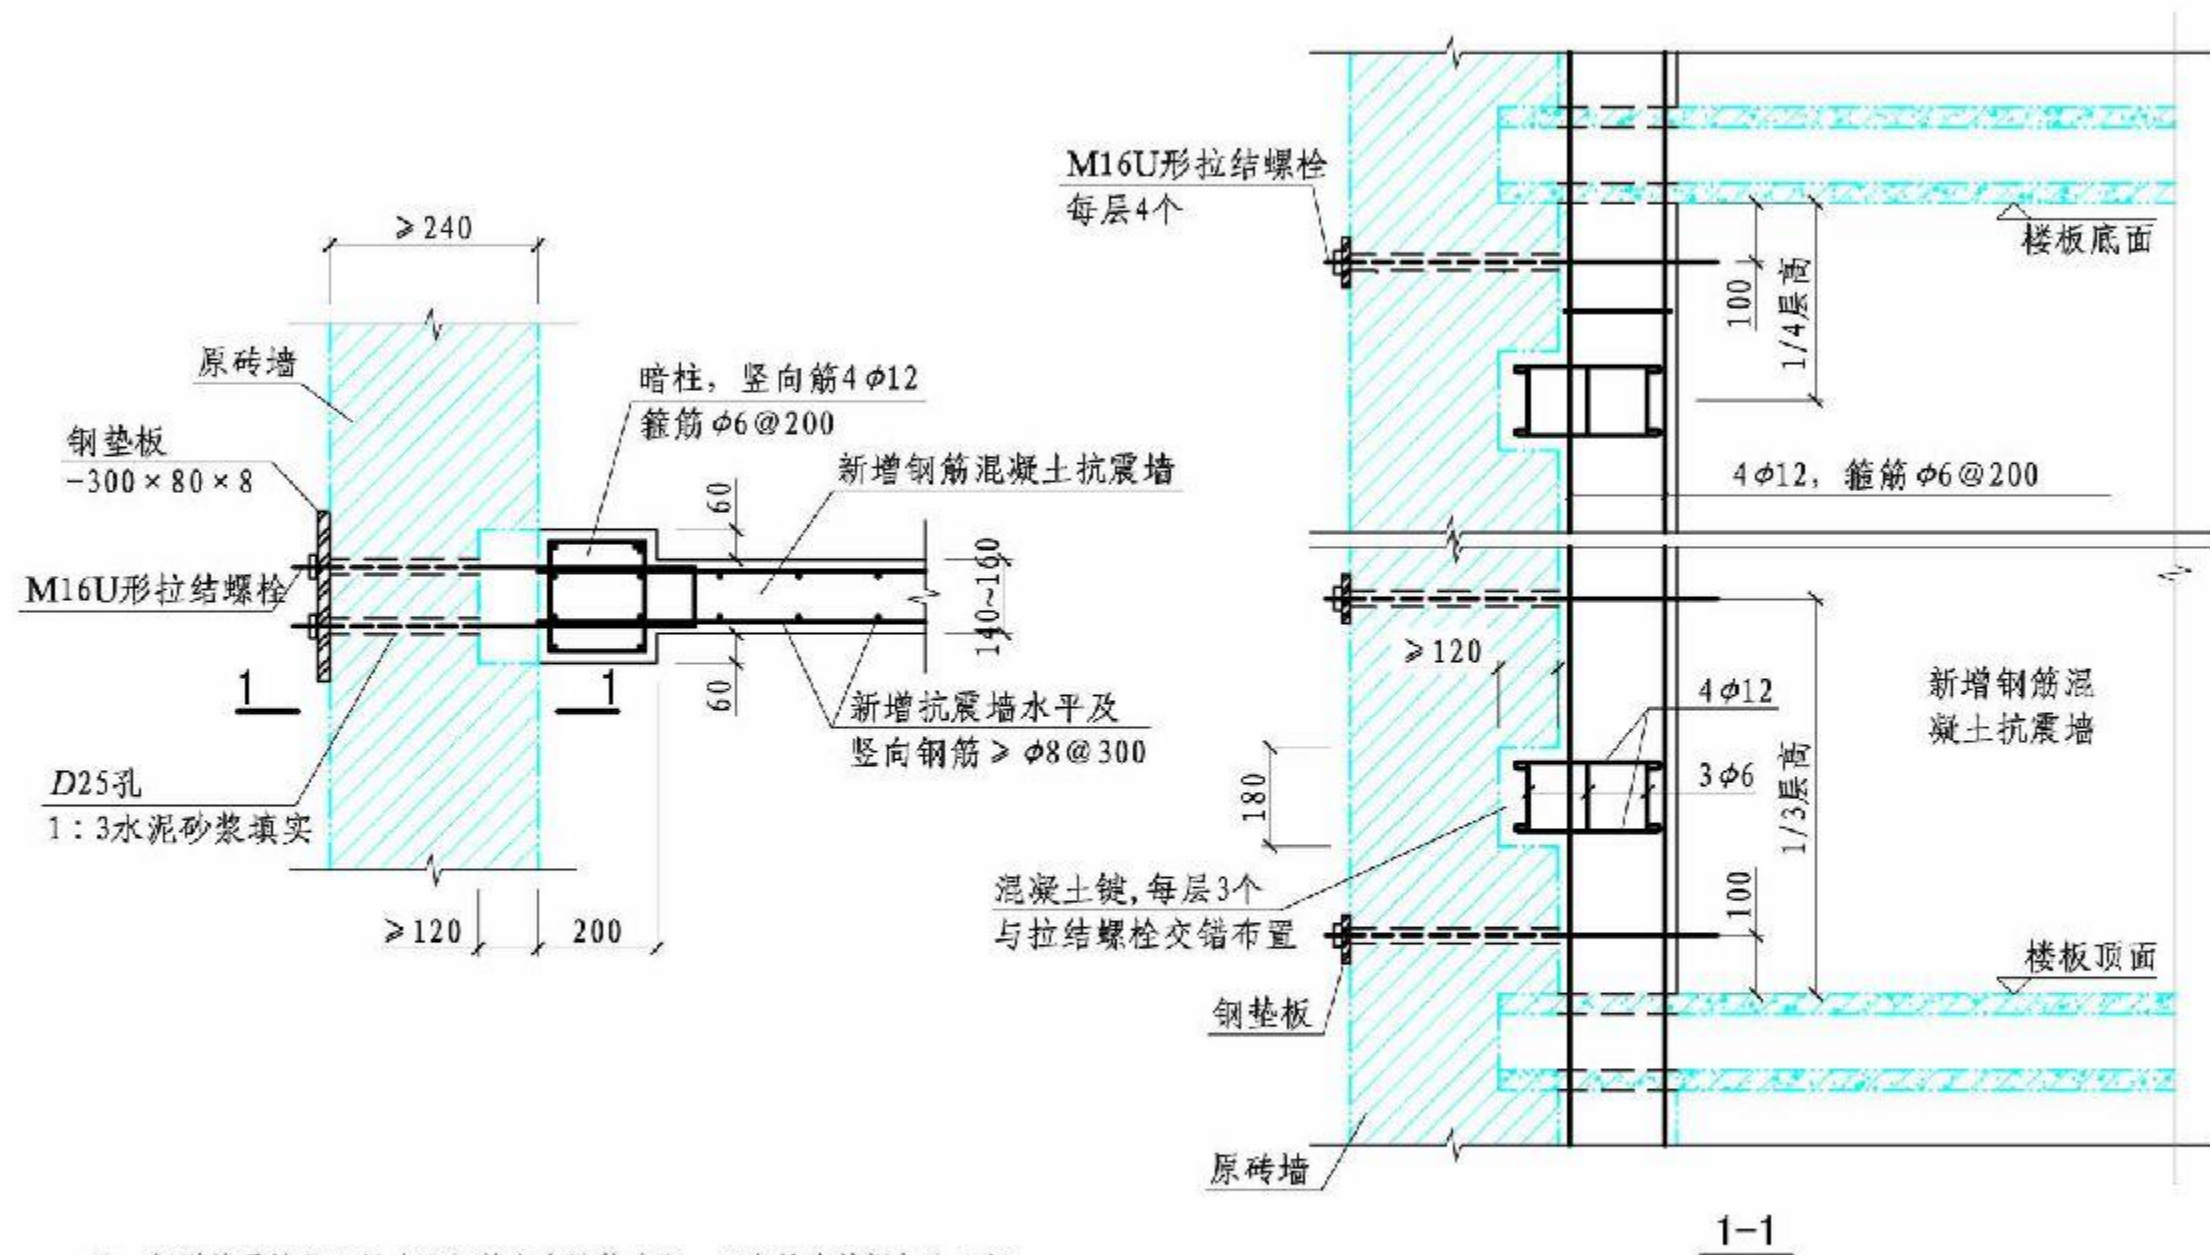 ≥240
原砖墙
钢垫板
-300×80×8
M16U形拉结螺栓
D25孔
1:3水泥砂浆填实
暗柱，竖向筋4φ12
箍筋φ6@200
新增钢筋混凝土抗震墙
60
140~160
60
新增抗震墙水平及
竖向钢筋≥φ8@300
1
1
≥120
200
M16U形拉结螺栓
每层4个
楼板底面
100
1/4层高
4φ12，箍筋φ6@200
≥120
180
4φ12
3φ6
1/3层高
新增钢筋混
凝土抗震墙
混凝土键,每层3个
与拉结螺栓交错布置
100
楼板顶面
钢垫板
原砖墙
1-1